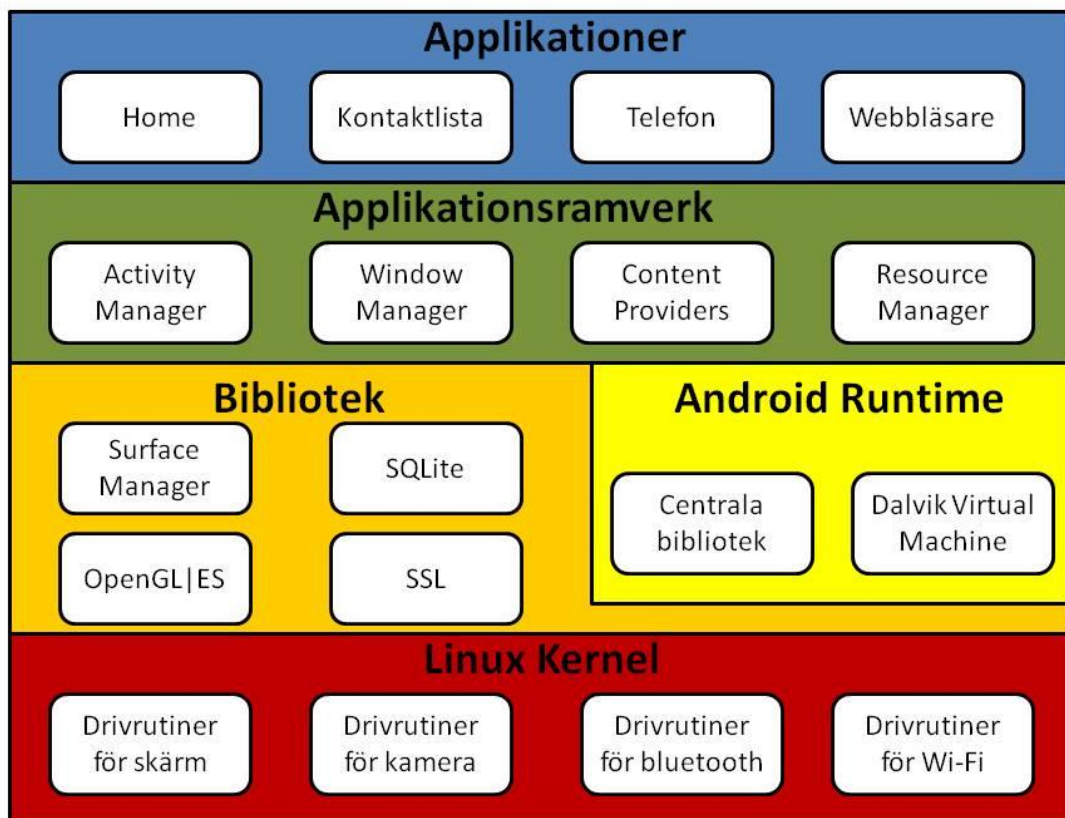 Applikationer
Home
Kontaktlista
Telefon
Webbläsare
Applikationsramverk
Activity
Manager
Window
Manager
Content
Providers
Resource
Manager
Bibliotek
Surface
Manager
SQLite
OpenGL|ES
SSL
Android Runtime
Centrala
bibliotek
Dalvik Virtual
Machine
Linux Kernel
Drivrutiner
för skärm
Drivrutiner
för kamera
Drivrutiner
för bluetooth
Drivrutiner
för Wi-Fi